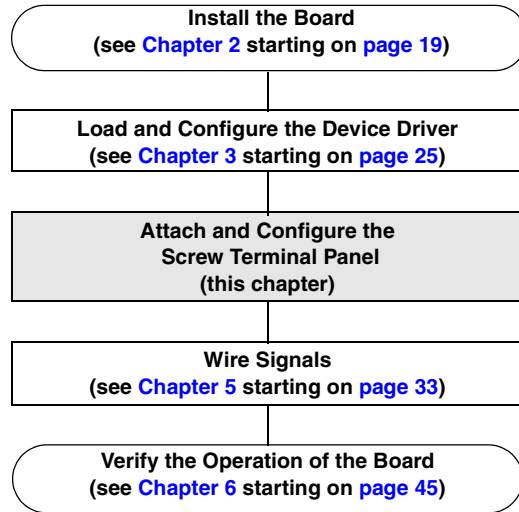 Install the Board
(see Chapter 2 starting on page 19)
Load and Configure the Device Driver
(see Chapter 3 starting on page 25)
Attach and Configure the
Screw Terminal Panel
(this chapter)
Wire Signals
(see Chapter 5 starting on page 33)
Verify the Operation of the Board
(see Chapter 6 starting on page 45)